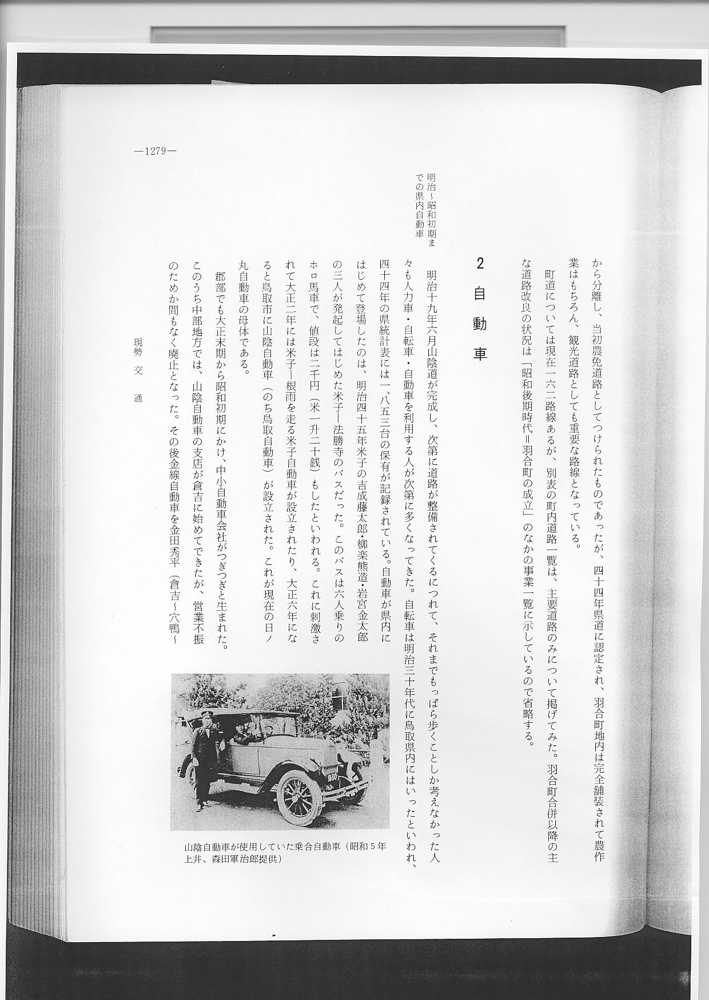 から分離し、当初農免道路としてつけられたものであったが、四十四年県道に認定され、羽合町地内は完全舗装されて農作
業はもちろん、観光道路としても重要な路線となっている。
町道については現在一六二路線あるが、別表の町内道路一覧は、主要道路のみについて掲げてみた。羽合町合併以降の主
な道路改良の状況は「昭和後期時代＝羽合町の成立」のなかの事業一覧に示しているので省略する。
2 自動車
明治～昭和初期ま
での県内自動車
明治十九年六月山陰道が完成し、次第に道路が整備されてくるにつれて、それまでもっぱら歩くことしか考えなかった人
々も人力車・自転車・自動車を利用する人が次第に多くなってきた。自転車は明治三十年代に鳥取県内にはいったといわれ、
四十四年の県統計表には一、八五三台の保有が記録されている。自動車が県内に
はじめて登場したのは、明治四十五年米子の吉成藤太郎・柳楽熊造・岩宮金太郎
の三人が発起してはじめた米子―法勝寺のバスだった。このバスは六人乗りの
ホロ馬車で、値段は二千円（米一升二十銭）もしたといわれる。これに刺激さ
れて大正二年には米子―根雨を走る米子自動車が設立されたり、大正六年にな
ると鳥取市に山陰自動車（のち鳥取自動車）が設立された。これが現在の日ノ
丸自動車の母体である。
郡部でも大正末期から昭和初期にかけ、中小自動車会社がつぎつぎと生まれた。
このうち中部地方では、山陰自動車の支店が倉吉に始めてできたが、営業不振
のためか間もなく廃止となった。その後金線自動車を金田秀平（倉吉～穴鴨～
山陰自動車が使用していた乗合自動車（昭和5年
上井、森田軍治郎提供）
現勢 交 通
―1279―